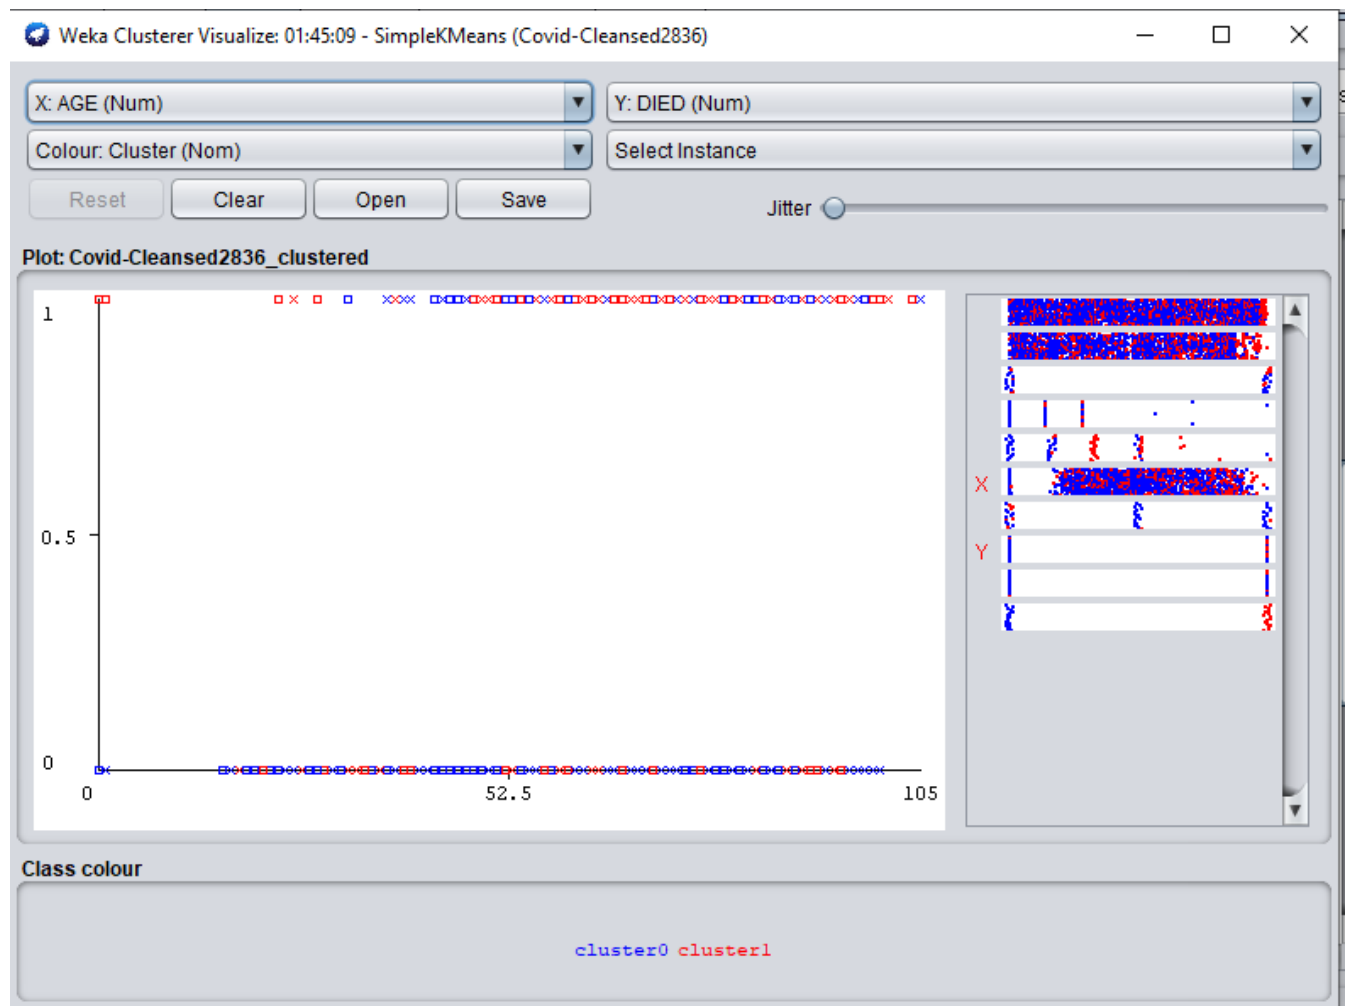 Weka Clusterer Visualize: 01:45:09 - SimpleKMeans (Covid-Cleansed2836)
X: AGE (Num) Y: DIED (Num)
Colour: Cluster (Nom) Select Instance
Reset Clear Open Save Jitter
Plot: Covid-Cleansed2836_clustered
1
0.5
0
0 52.5 105
X
Y
Class colour
cluster0 cluster1